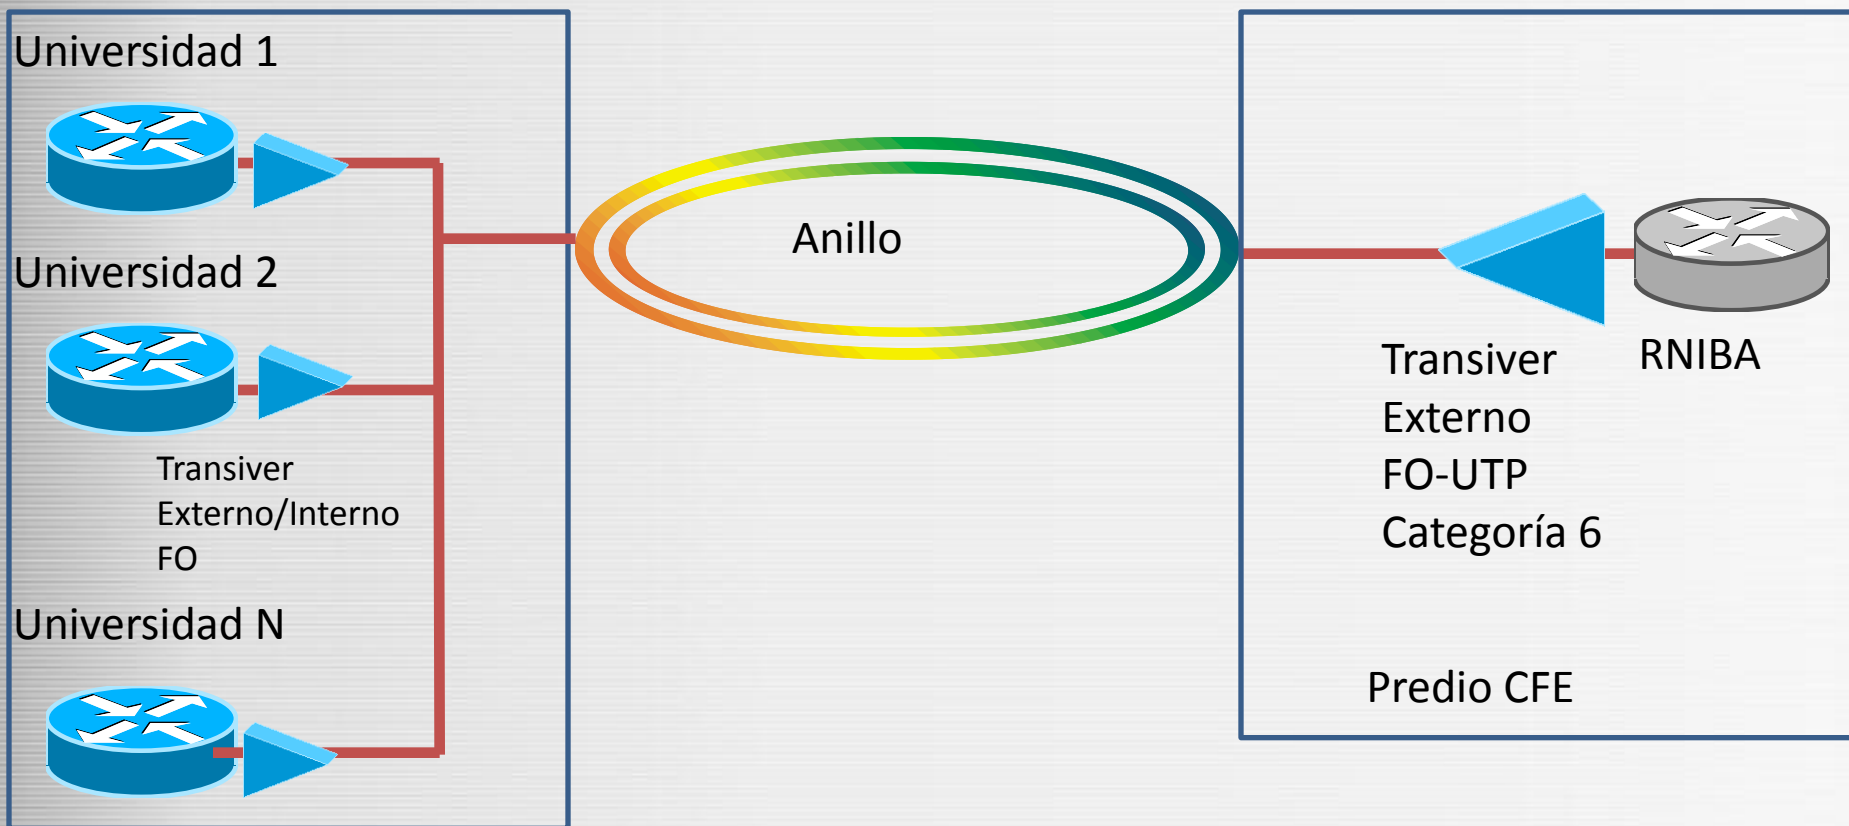 Universidad 1
Universidad 2
Transiver
Externo/Interno
FO
Universidad N
Anillo
Transiver
Externo
FO-UTP
Categoría 6
RNIBA
Predio CFE